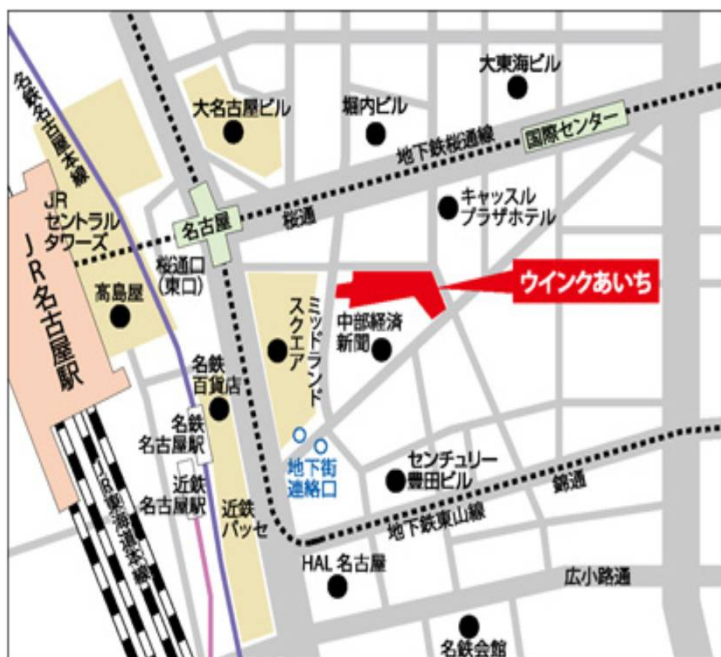 名鉄名古屋本線
大名古屋ビル
堀内ビル
大東海ビル
地下鉄桜通線
国際センター
JR
セントラル
タワーズ
名古屋
桜通
キャッスル
プラザホテル
JR名古屋駅
桜通口
(東口)
高島屋
ミッドランド
スクエア
ウインクあいち
中部経済
新聞
名鉄
百貨店
名鉄
名古屋駅
近鉄
名古屋駅
地下街
連絡口
センチュリー
豊田ビル
錦通
近鉄
パッセ
地下鉄東山線
JR東海道本線
HAL 名古屋
広小路通
名鉄会館